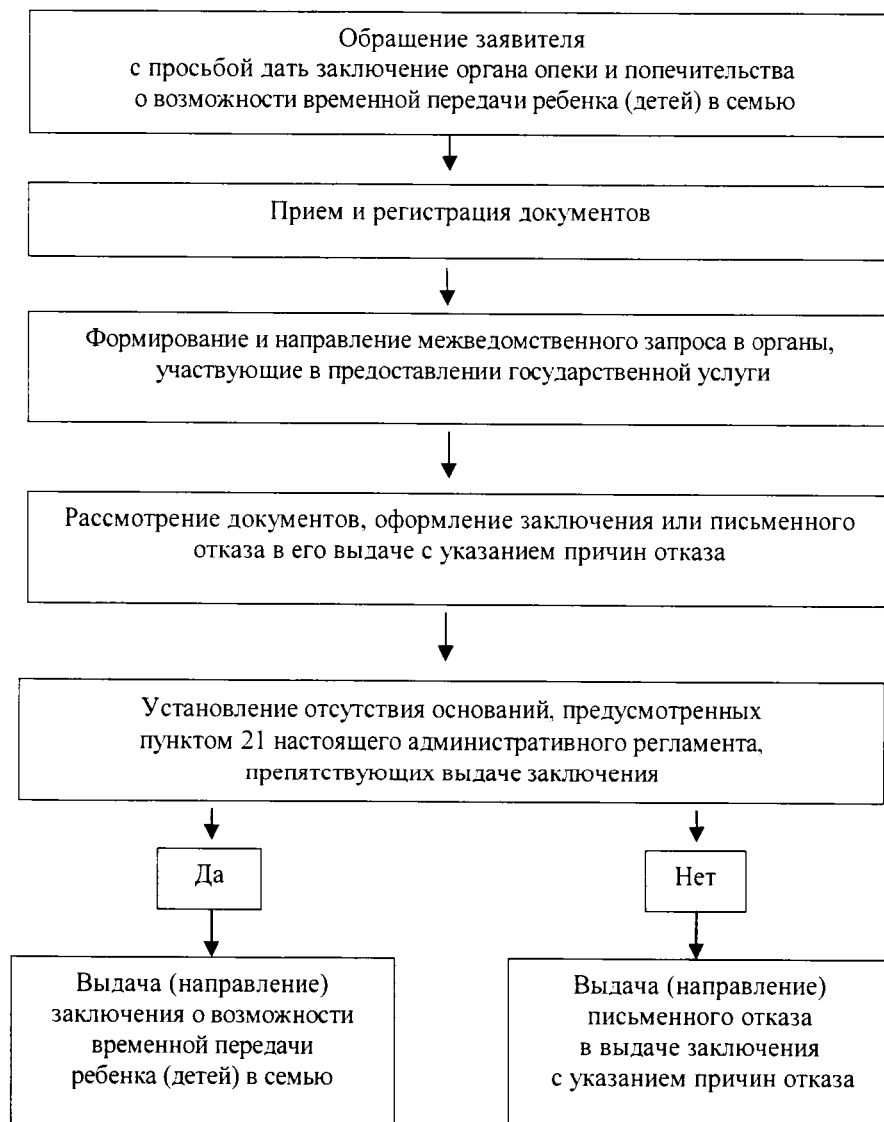 Обращение заявителя
с просьбой дать заключение органа опеки и попечительства
о возможности временной передачи ребенка (детей) в семью
Прием и регистрация документов
Формирование и направление межведомственного запроса в органы,
участвующие в предоставлении государственной услуги
Рассмотрение документов, оформление заключения или письменного
отказа в его выдаче с указанием причин отказа
Установление отсутствия оснований, предусмотренных
пунктом 21 настоящего административного регламента,
препятствующих выдаче заключения
Да
Нет
Выдача (направление)
заключения о возможности
временной передачи
ребенка (детей) в семью
Выдача (направление)
письменного отказа
в выдаче заключения
с указанием причин отказа